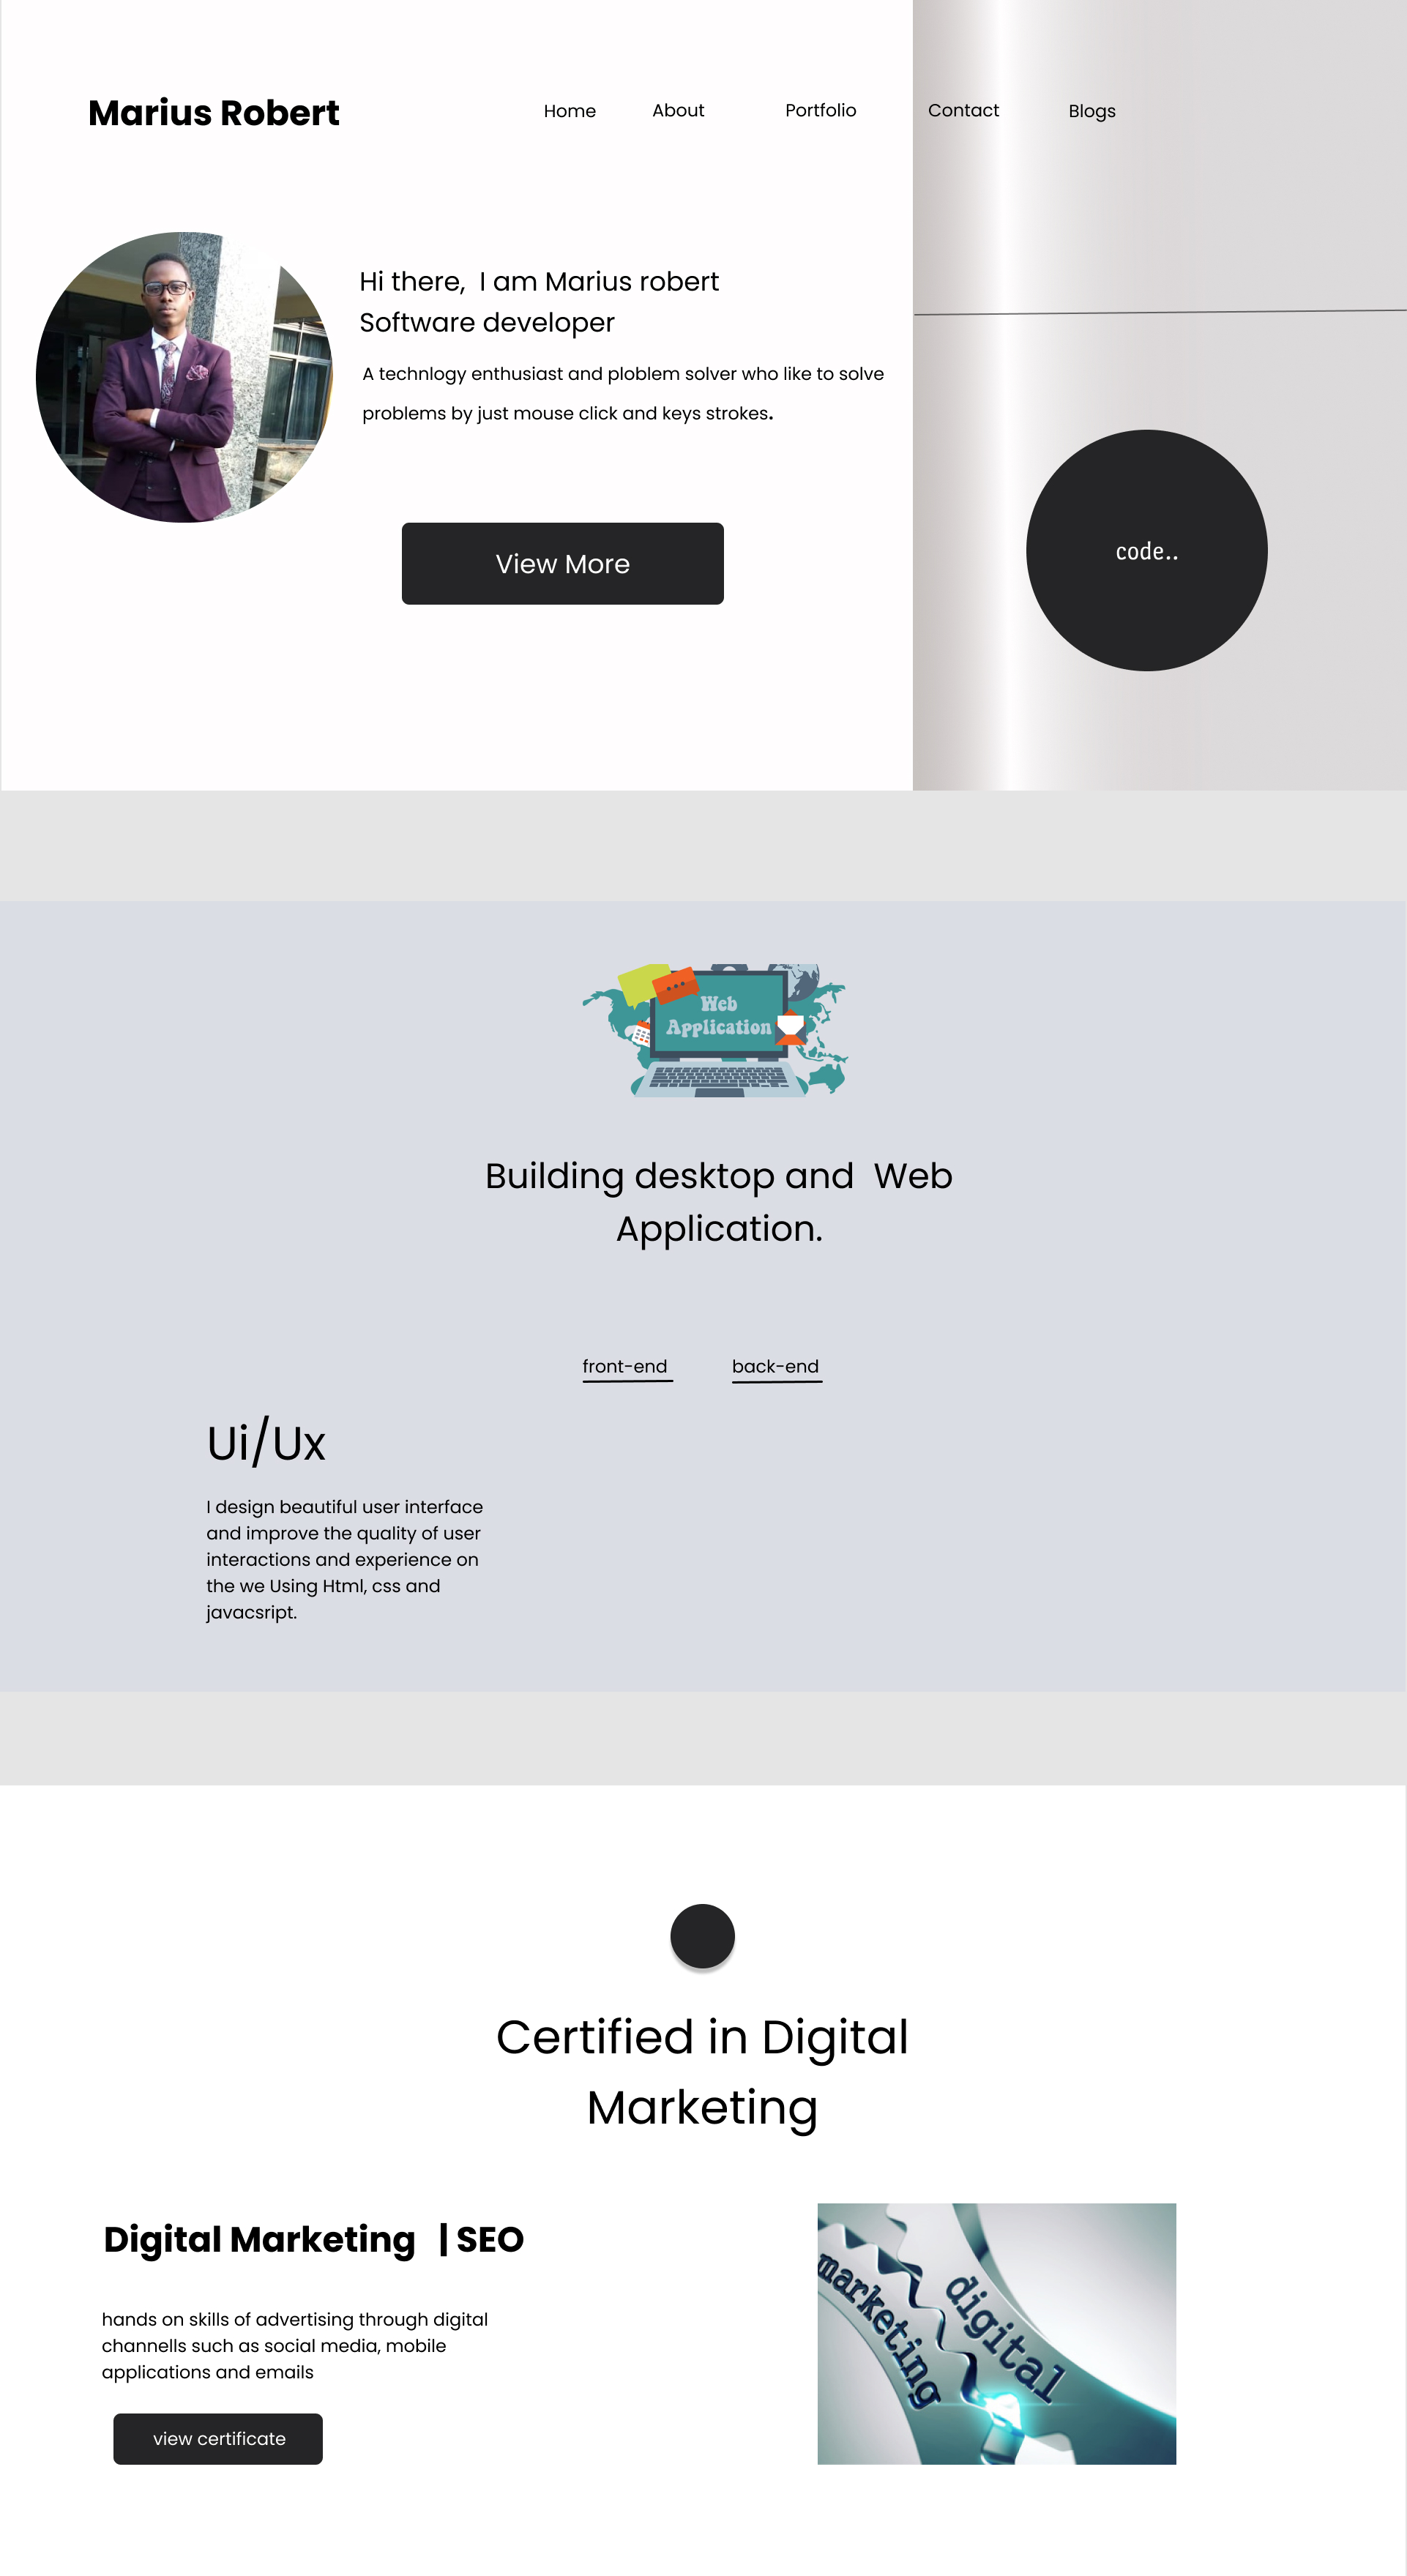 Marius Robert
Home About Portfolio Contact Blogs
Hi there, I am Marius robert
Software developer
A technlogy enthusiast and ploblem solver who like to solve
problems by just mouse click and keys strokes.
View More
code..
Web
Application
Building desktop and Web
Application.
front-end back-end
Ui/Ux
I design beautiful user interface
and improve the quality of user
interactions and experience on
the we Using Html, css and
javacsript.
Certified in Digital
Marketing
Digital Marketing | SEO
hands on skills of advertising through digital
channells such as social media, mobile
applications and emails
view certificate
marketing
digital